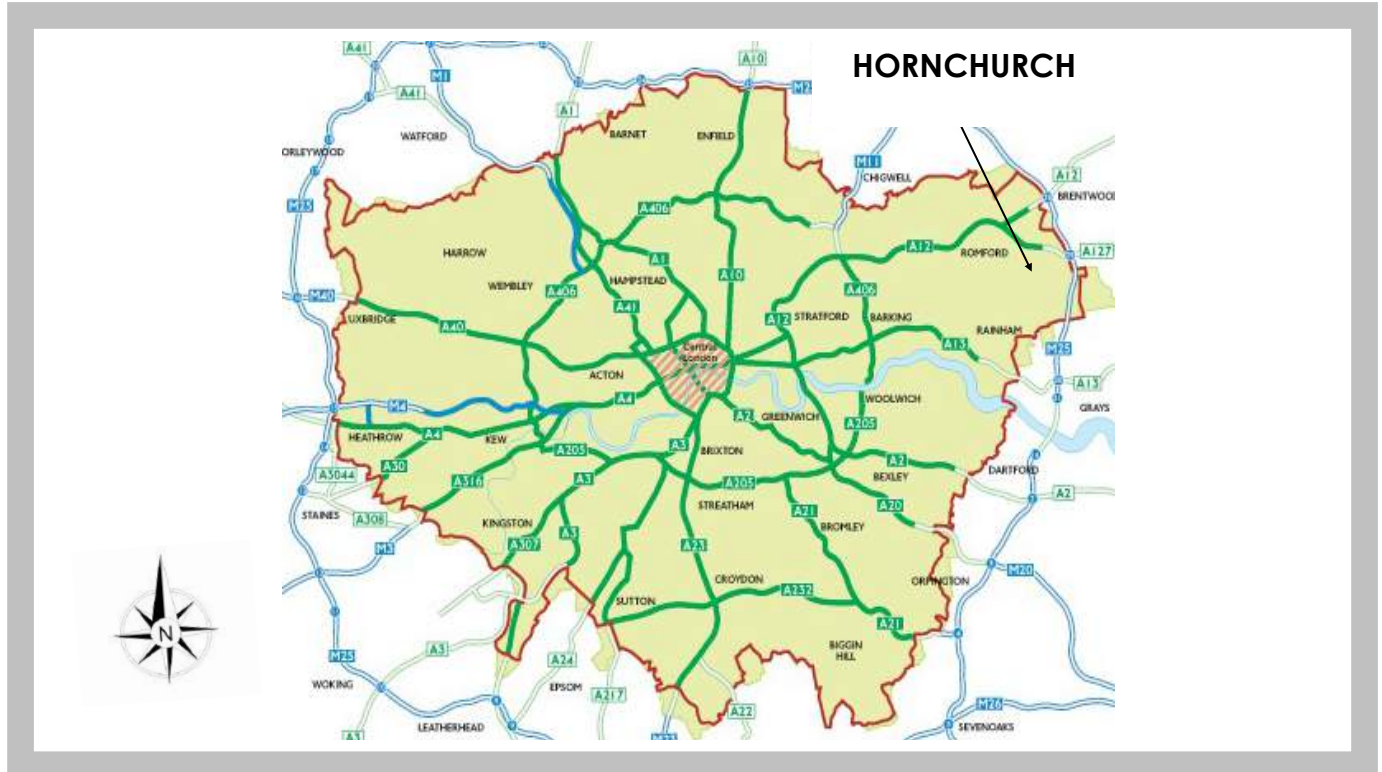 HORNCHURCH
A41
A10
M1
M2
A41
A1
WATFORD
BARNET
ENFIELD
ORLEYWOOD
M11
CHIGWELL
A12
BRENTWOO
M25
A406
HARROW
A12
ROMFORD
A127
A1
WEMBLEY
HAMPSTEAD
A10
M40
A406
A406
A41
UXBRIDGE
A40
A12
STRATFORD
BARKING
RAINHAM
Central
London
A13
M25
ACTON
A13
M4
A4
A2
GREENWICH
WOOLWICH
GRAYS
HEATHROW
A4
KEW
A205
A3
BRIXTON
A205
A30
A2
BEXLEY
DARTFORD
A3044
A316
A3
A205
STREATHAM
A2
STAINES
A308
A20
KINGSTON
A3
A21
BROMLEY
M3
A307
A23
M20
N
CROYDON
A232
ORPINGTON
SUTTON
A21
A3
BIGGIN
HILL
M25
A24
WOKING
EPSOM
A217
A22
M26
LEATHERHEAD
SEVENOAKS
A3